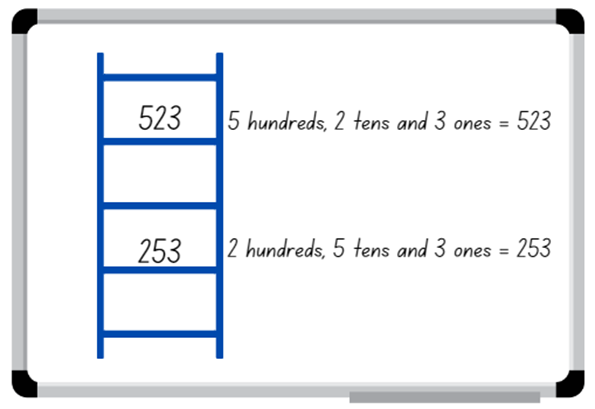 523 5 hundreds, 2 tens and 3 ones = 523
253 2 hundreds, 5 tens and 3 ones = 253